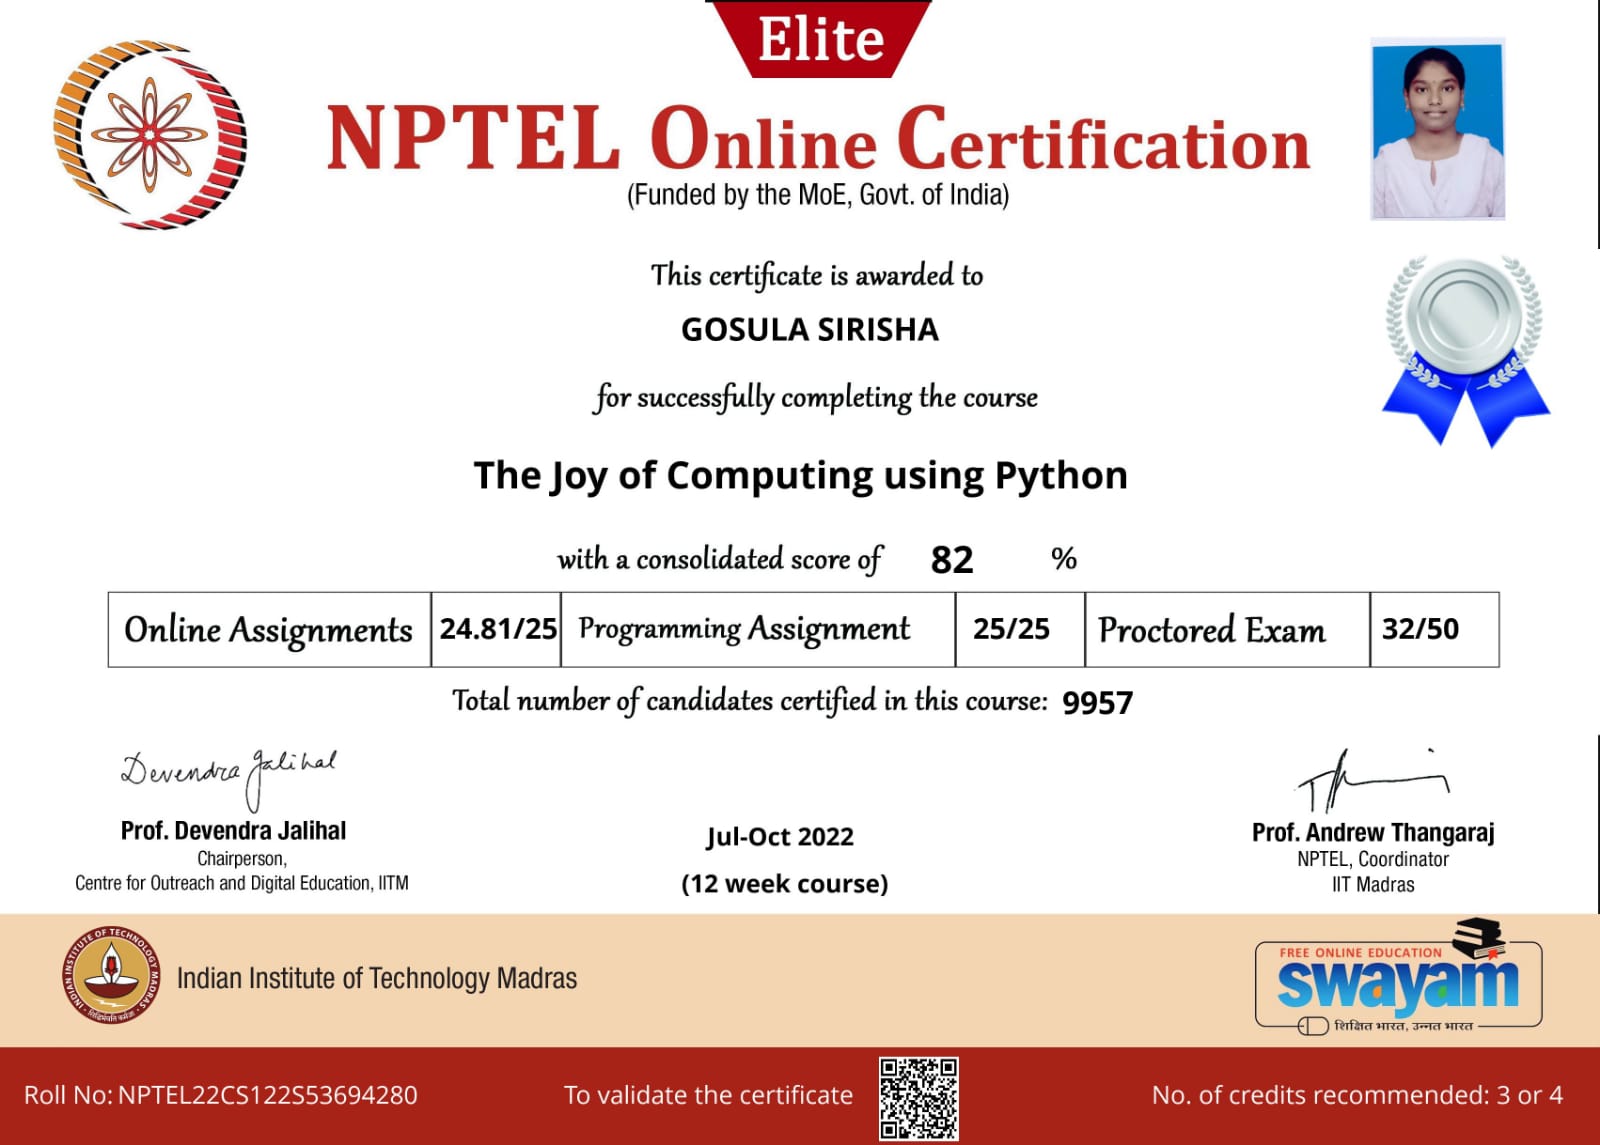 Elite
NPTEL Online Certification
(Funded by the MoE, Govt. of India)
This certificate is awarded to
GOSULA SIRISHA
for successfully completing the course
The Joy of Computing using Python
with a consolidated score of 82 %
Online Assignments 24.81/25 Programming Assignment 25/25 Proctored Exam 32/50
Total number of candidates certified in this course: 9957
Devendra Jalihal
Prof. Devendra Jalihal
Chairperson,
Centre for Outreach and Digital Education, IITM
Jul-Oct 2022
(12 week course)
Prof. Andrew Thangaraj
NPTEL, Coordinator
IIT Madras
INDIAN INSTITUTE OF TECHNOLOGY MADRAS
सिद्धिर्भवति कर्मजा
Indian Institute of Technology Madras
FREE ONLINE EDUCATION
swayam
शिक्षित भारत, उन्नत भारत
Roll No: NPTEL22CS122S53694280
To validate the certificate
No. of credits recommended: 3 or 4